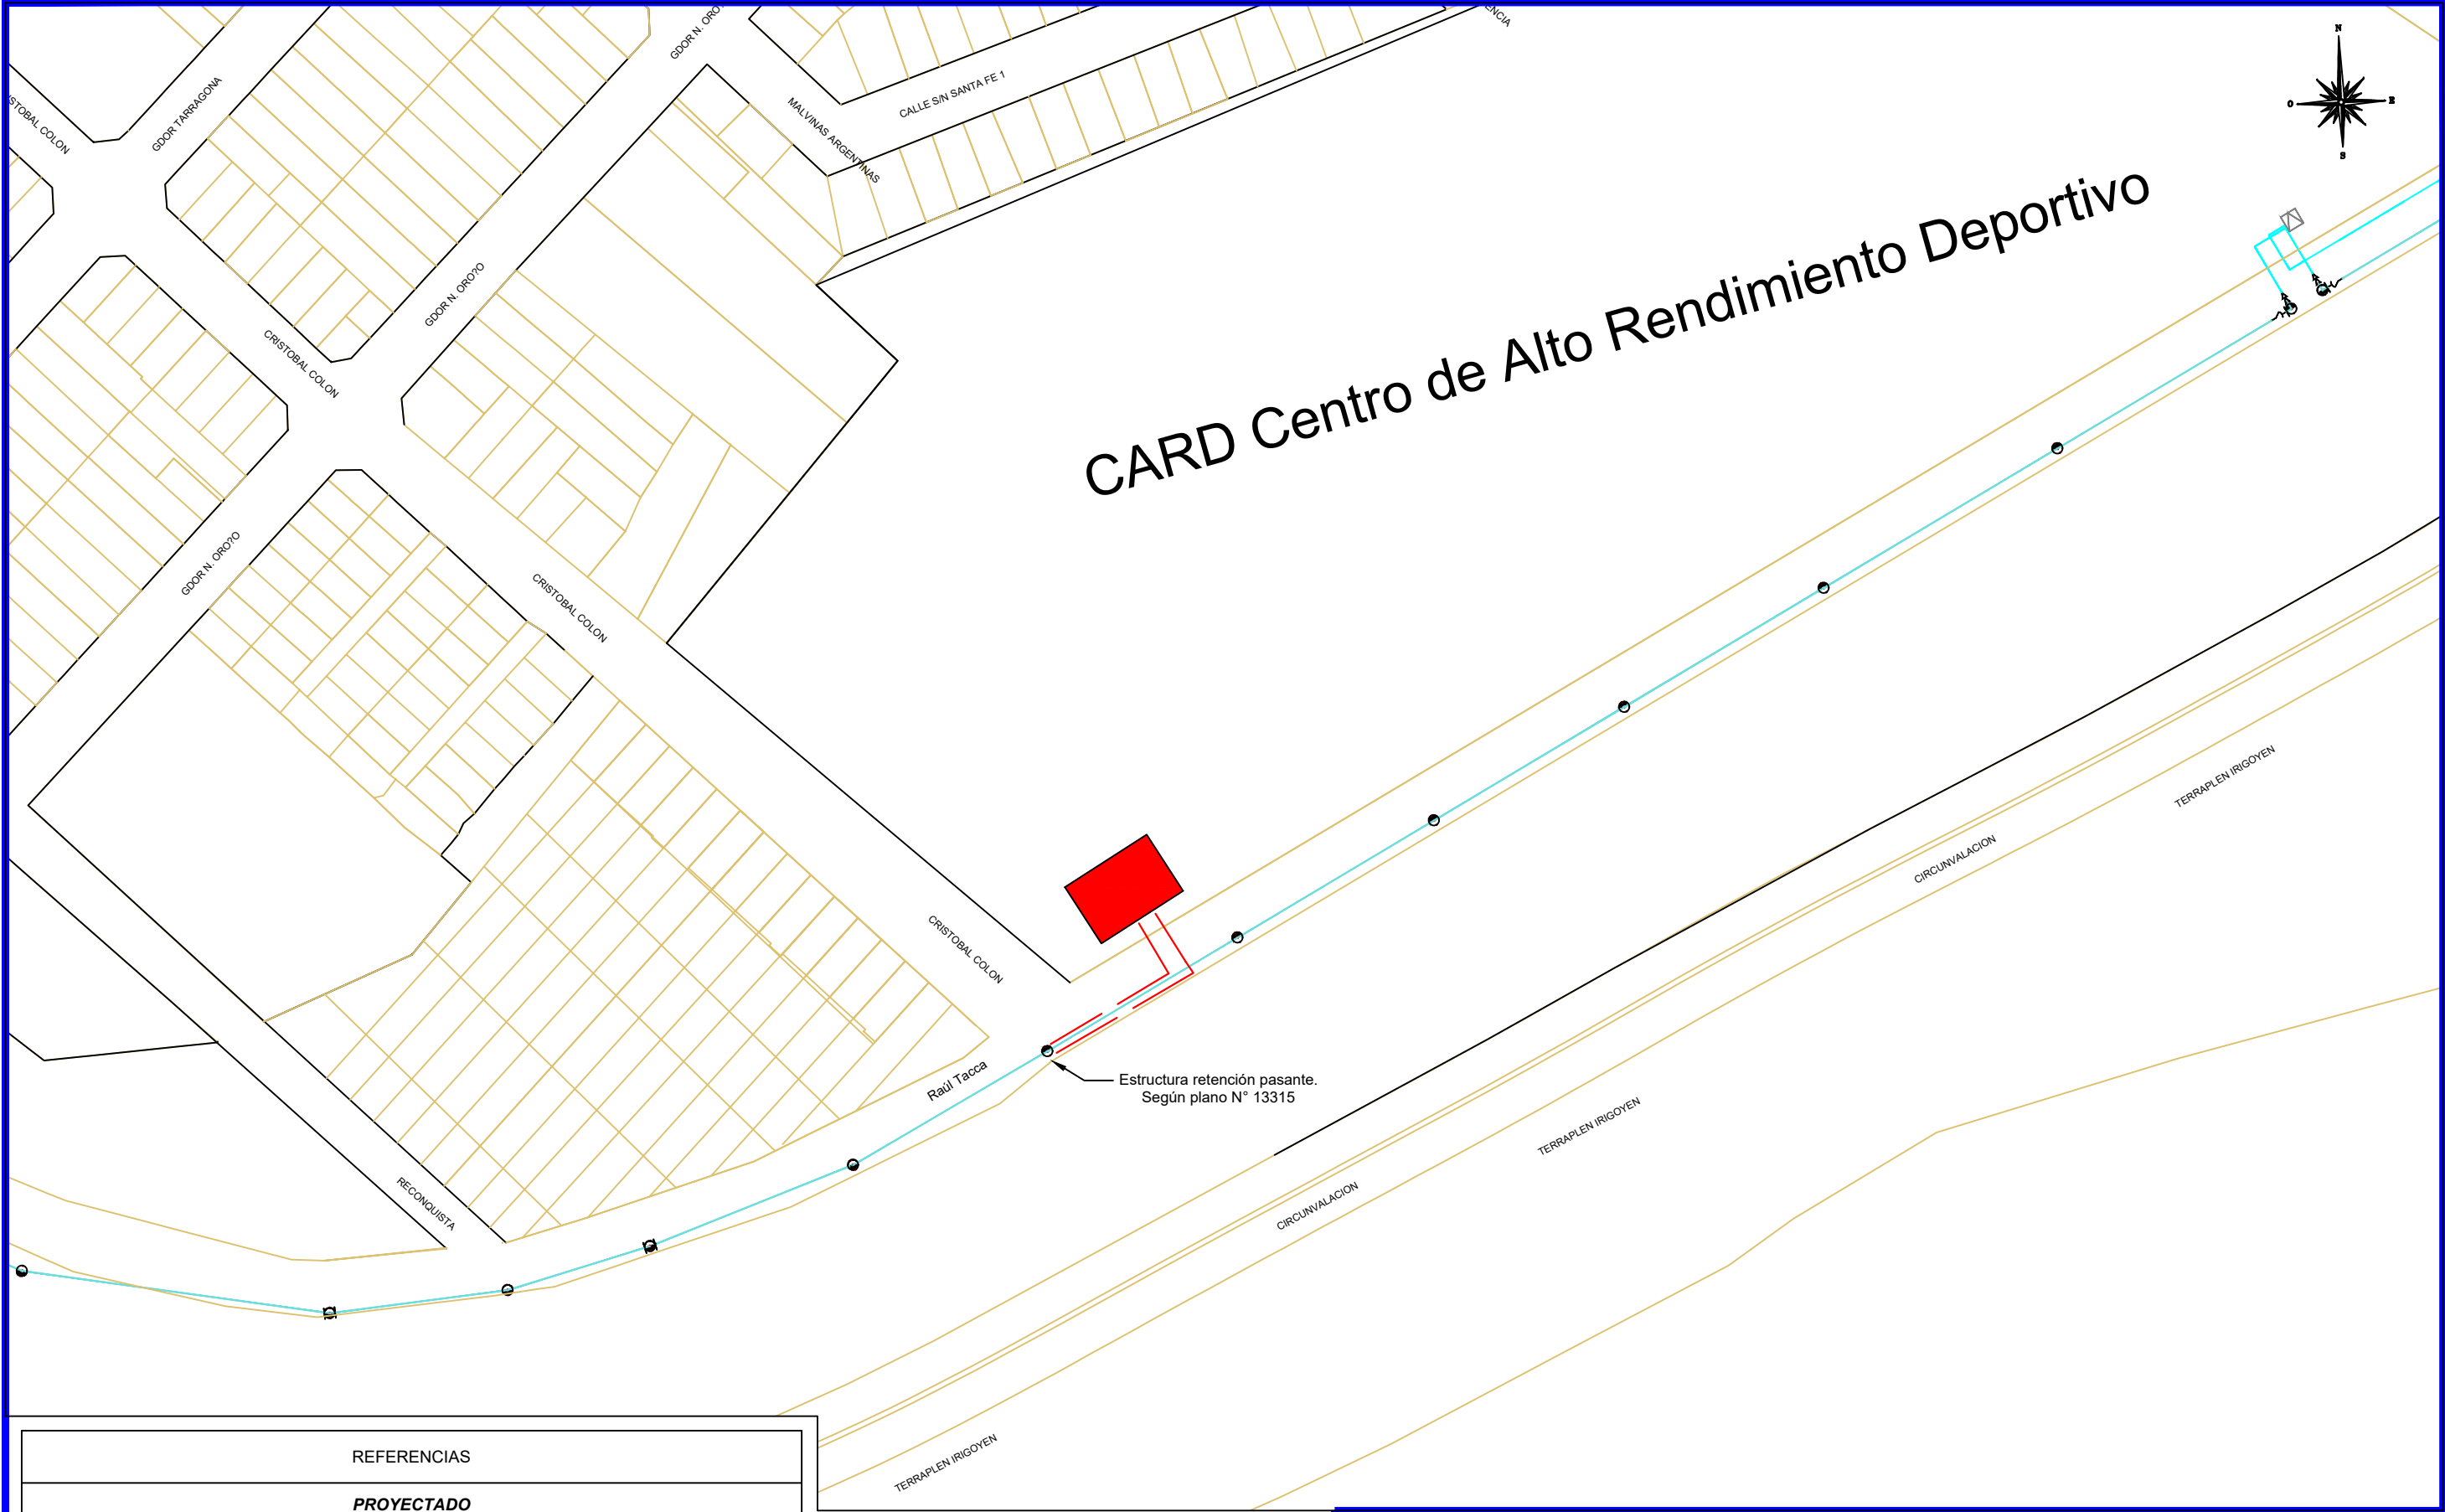 GDOR N. ORO
ENCIA
N
O
E
S
STOBAL COLON
GDOR TARRAGONA
CALLE S/N SANTA FE 1
MALVINAS ARGENTINAS
CARD Centro de Alto Rendimiento Deportivo
GDOR N. ORO?O
CRISTOBAL COLON
GDOR N. ORO?O
CRISTOBAL COLON
TERRAPLEN IRIGOYEN
CIRCUNVALACION
CRISTOBAL COLON
Raúl Tacca
Estructura retención pasante.
Según plano N° 13315
TERRAPLEN IRIGOYEN
RECONQUISTA
CIRCUNVALACION
TERRAPLEN IRIGOYEN
REFERENCIAS
PROYECTADO